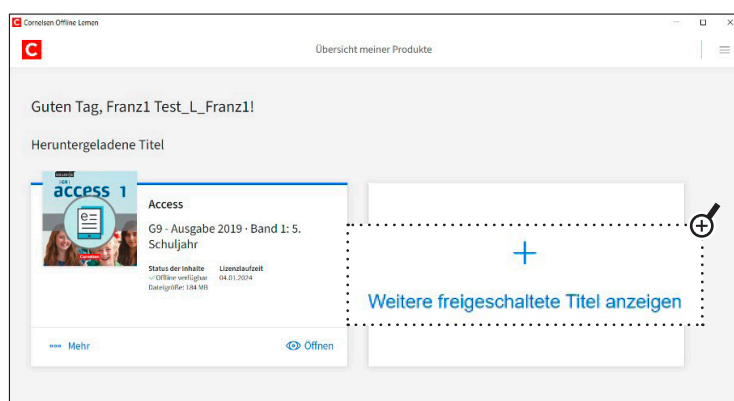 Cornelsen Offline Lernen
C
Übersicht meiner Produkte
Guten Tag, Franz1 Test_L_Franz1!
Heruntergeladene Titel
access 1
Cornelsen
Access
G9 - Ausgabe 2019 · Band 1: 5.
Schuljahr
Status der Inhalte Lizenzlaufzeit
Offline verfügbar 04.01.2024
Dateigröße: 184 MB
Mehr
Öffnen
+
Weitere freigeschaltete Titel anzeigen